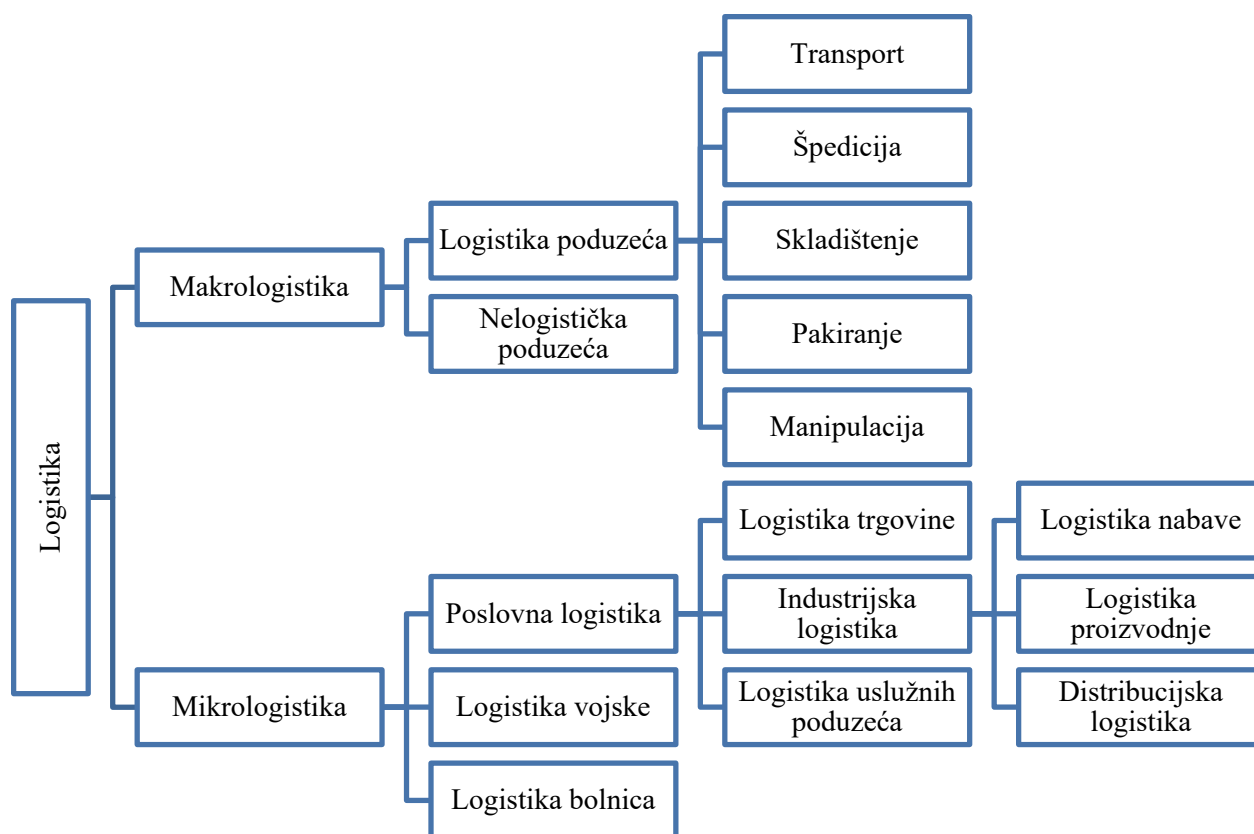 Logistika
Makrologistika
Logistika poduzeća
Transport
Špedicija
Skladištenje
Pakiranje
Manipulacija
Nelogistička
poduzeća
Mikrologistika
Poslovna logistika
Logistika trgovine
Industrijska
logistika
Logistika nabave
Logistika
proizvodnje
Distribucijska
logistika
Logistika uslužnih
poduzeća
Logistika vojske
Logistika bolnica